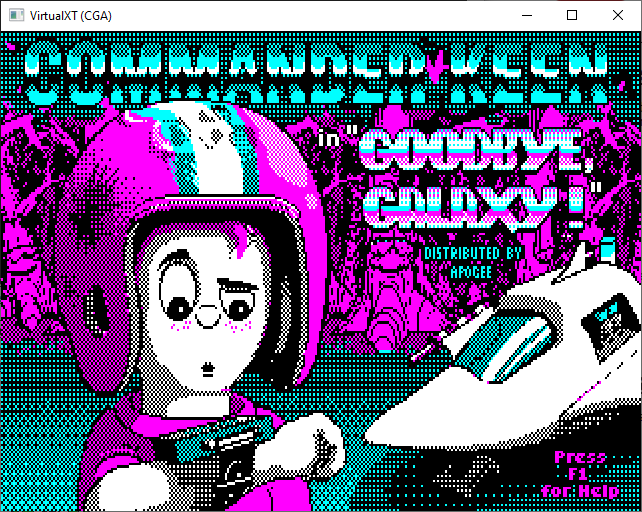 VirtualXT (CGA)
COMMANDER KEEN
in "GOODBYE,
GALAXY!"
DISTRIBUTED BY
APOGEE
Press
F1
for Help